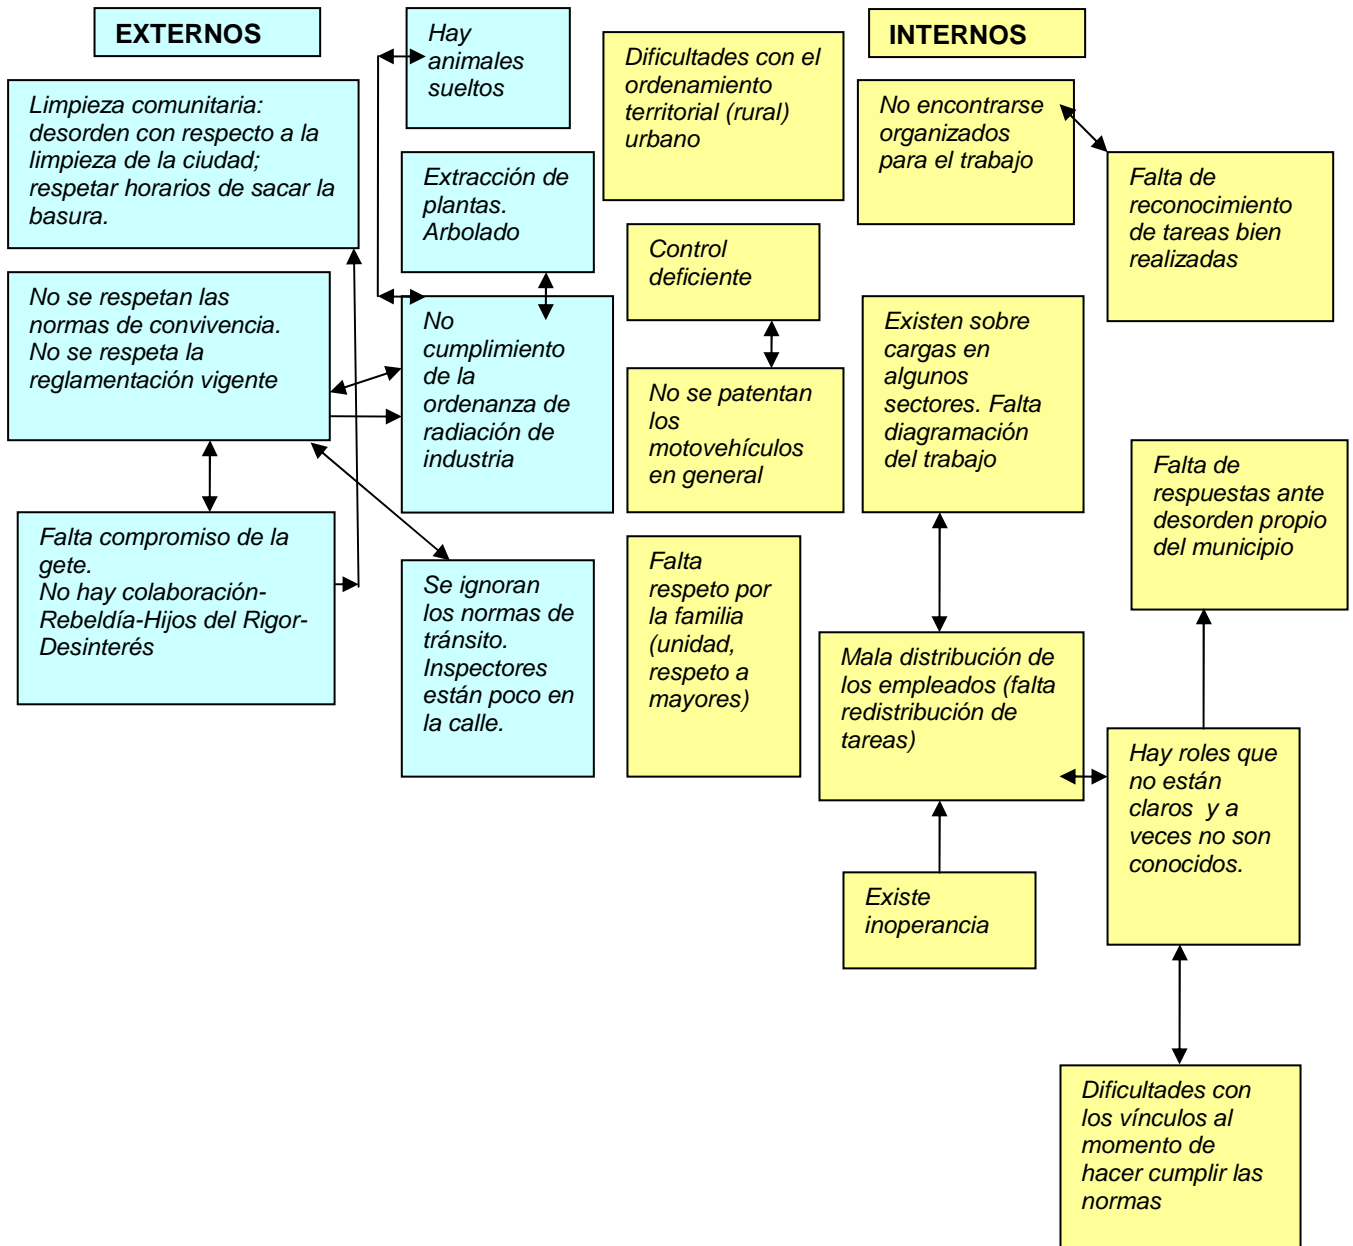 EXTERNOS
Limpieza comunitaria:
desorden con respecto a la
limpieza de la ciudad;
respetar horarios de sacar la
basura.
No se respetan las
normas de convivencia.
No se respeta la
reglamentación vigente
Falta compromiso de la
gete.
No hay colaboración-
Rebeldía-Hijos del Rigor-
Desinterés
Hay
animales
sueltos
Extracción de
plantas.
Arbolado
No
cumplimiento
de la
ordenanza de
radiación de
industria
Se ignoran
los normas de
tránsito.
Inspectores
están poco en
la calle.
Dificultades con el
ordenamiento
territorial (rural)
urbano
Control
deficiente
No se patentan
los
motovehículos
en general
Falta
respeto por
la familia
(unidad,
respeto a
mayores)
INTERNOS
No encontrarse
organizados
para el trabajo
Falta de
reconocimiento
de tareas bien
realizadas
Existen sobre
cargas en
algunos
sectores. Falta
diagramación
del trabajo
Falta de
respuestas ante
desorden propio
del municipio
Mala distribución de
los empleados (falta
redistribución de
tareas)
Hay roles que
no están
claros y a
veces no son
conocidos.
Existe
inoperancia
Dificultades con
los vínculos al
momento de
hacer cumplir las
normas